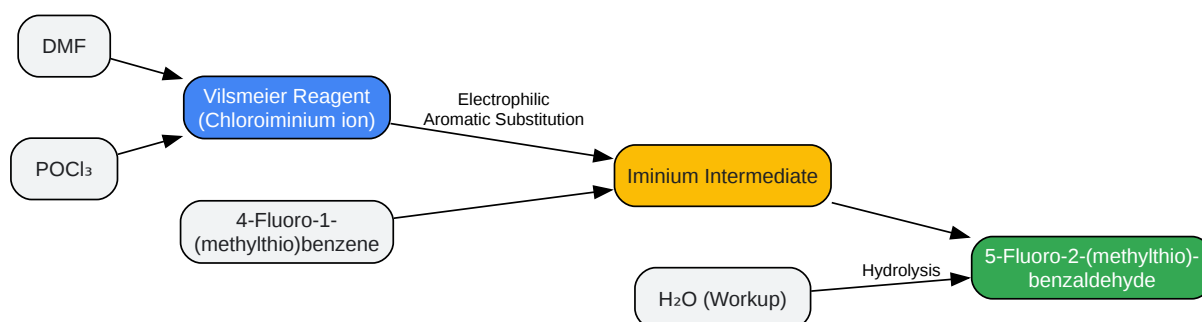 DMF
POCl₃
Vilsmeier Reagent
(Chloroiminium ion)
4-Fluoro-1-
(methylthio)benzene
Electrophilic
Aromatic Substitution
Iminium Intermediate
H₂O (Workup)
Hydrolysis
5-Fluoro-2-(methylthio)-
benzaldehyde